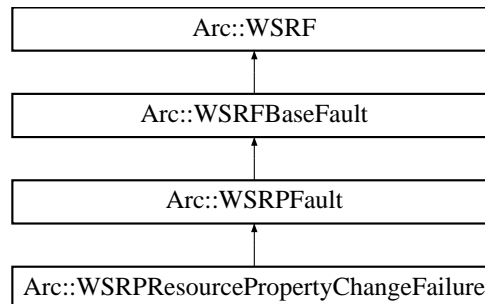 Arc::WSRF
Arc::WSRFBaseFault
Arc::WSRPFault
Arc::WSRPResourcePropertyChangeFailure